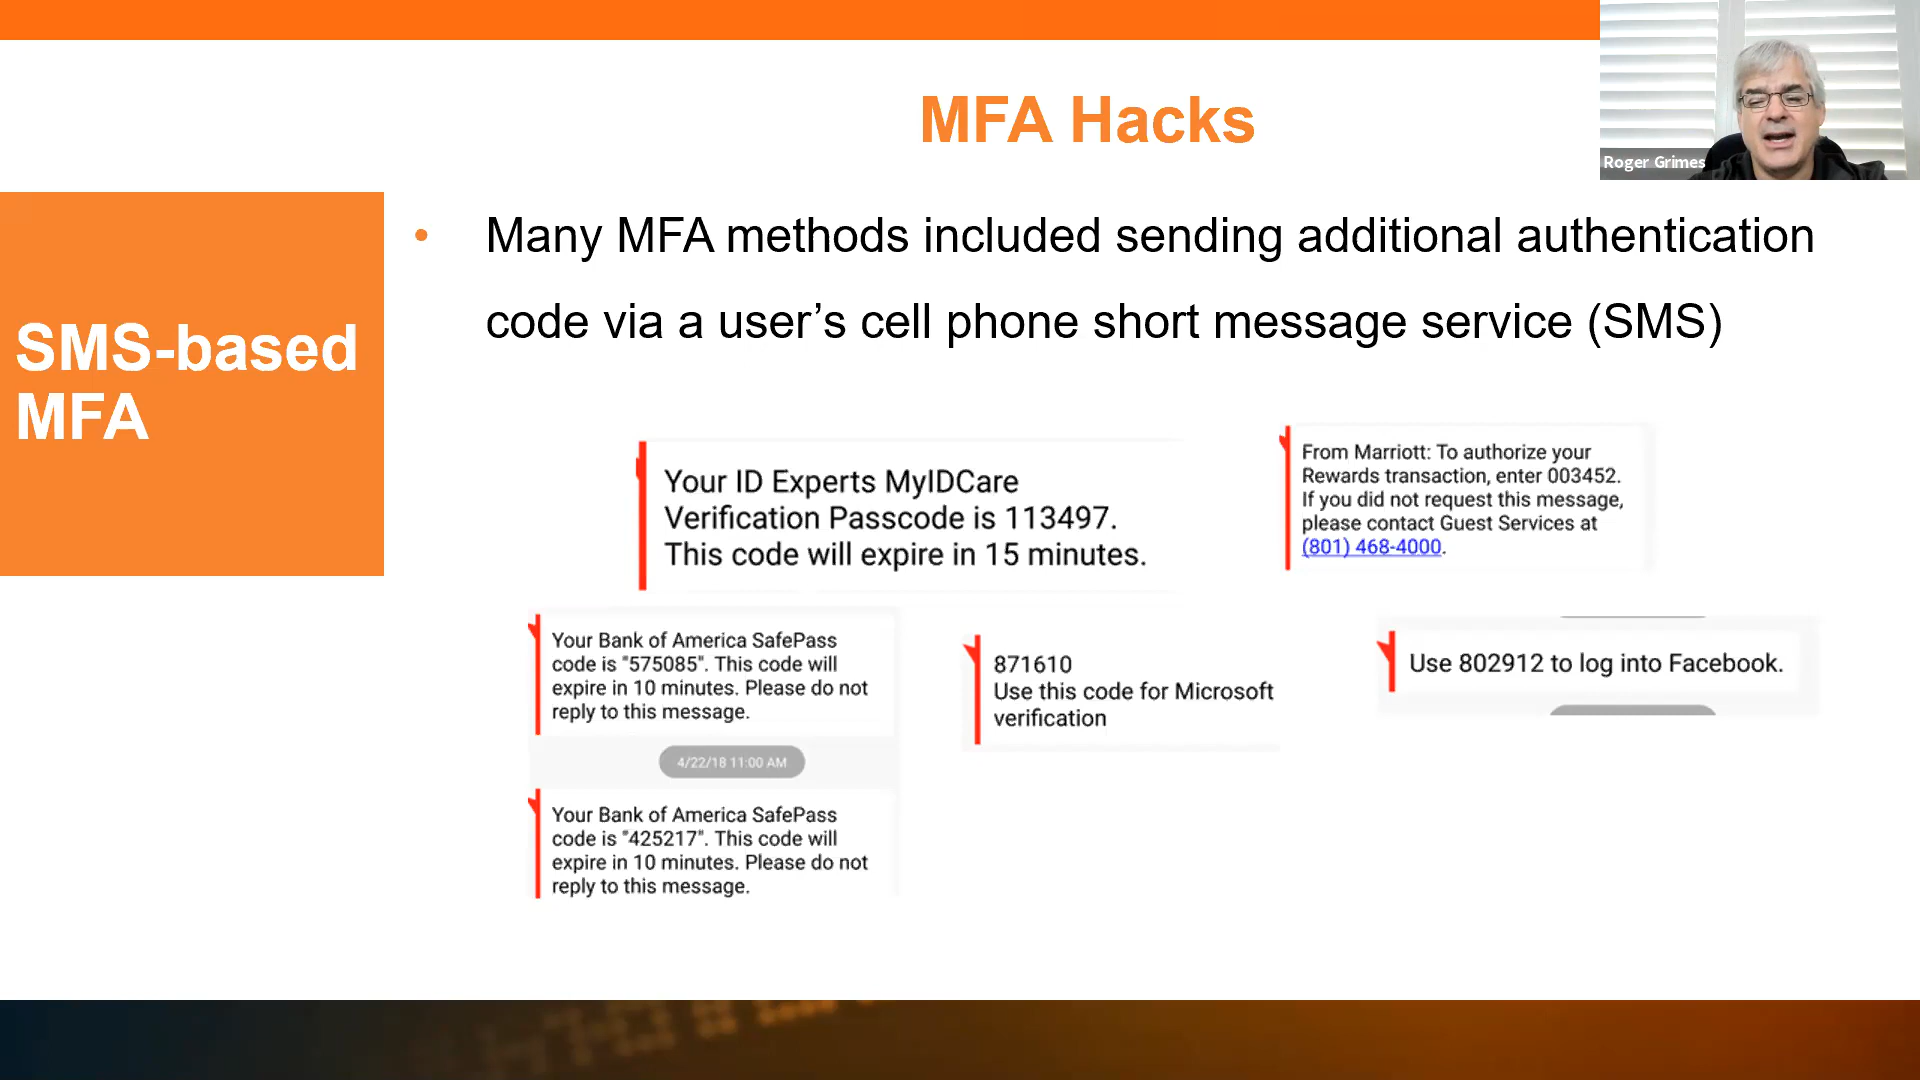 MFA Hacks
Roger Grimes
SMS-based
MFA
• Many MFA methods included sending additional authentication
code via a user’s cell phone short message service (SMS)
Your ID Experts MyIDCare
Verification Passcode is 113497.
This code will expire in 15 minutes.
From Marriott: To authorize your
Rewards transaction, enter 003452.
If you did not request this message,
please contact Guest Services at
(801) 468-4000.
Your Bank of America SafePass
code is "575085". This code will
expire in 10 minutes. Please do not
reply to this message.
4/22/18 11:00 AM
Your Bank of America SafePass
code is "425217". This code will
expire in 10 minutes. Please do not
reply to this message.
871610
Use this code for Microsoft
verification
Use 802912 to log into Facebook.